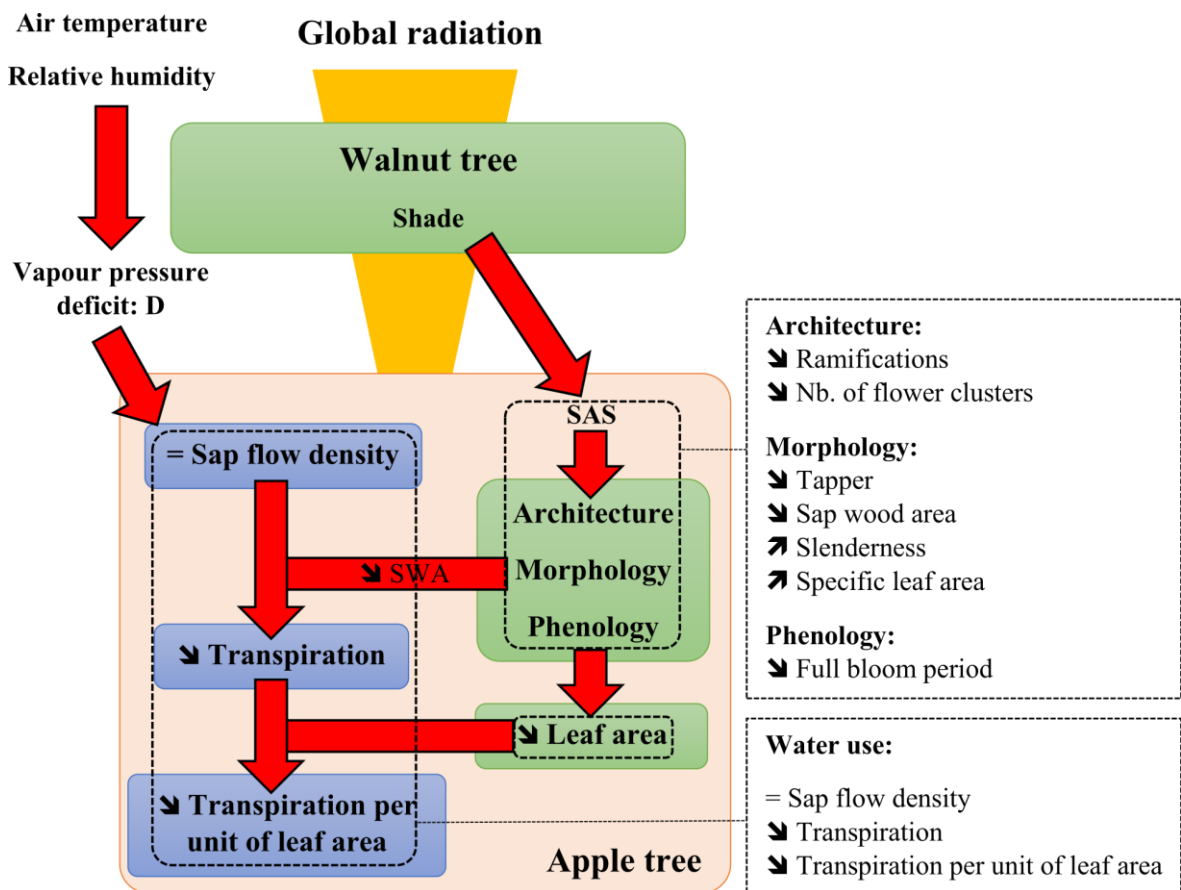 Air temperature
Relative humidity
Global radiation
Walnut tree
Shade
Vapour pressure
deficit: D
SAS
= Sap flow density
Architecture
Morphology
Phenology
↘ SWA
↘ Transpiration
↘ Leaf area
↘ Transpiration per
unit of leaf area
Apple tree
Architecture:
↘ Ramifications
↘ Nb. of flower clusters
Morphology:
↘ Tapper
↘ Sap wood area
↗ Slenderness
↗ Specific leaf area
Phenology:
↘ Full bloom period
Water use:
= Sap flow density
↘ Transpiration
↘ Transpiration per unit of leaf area